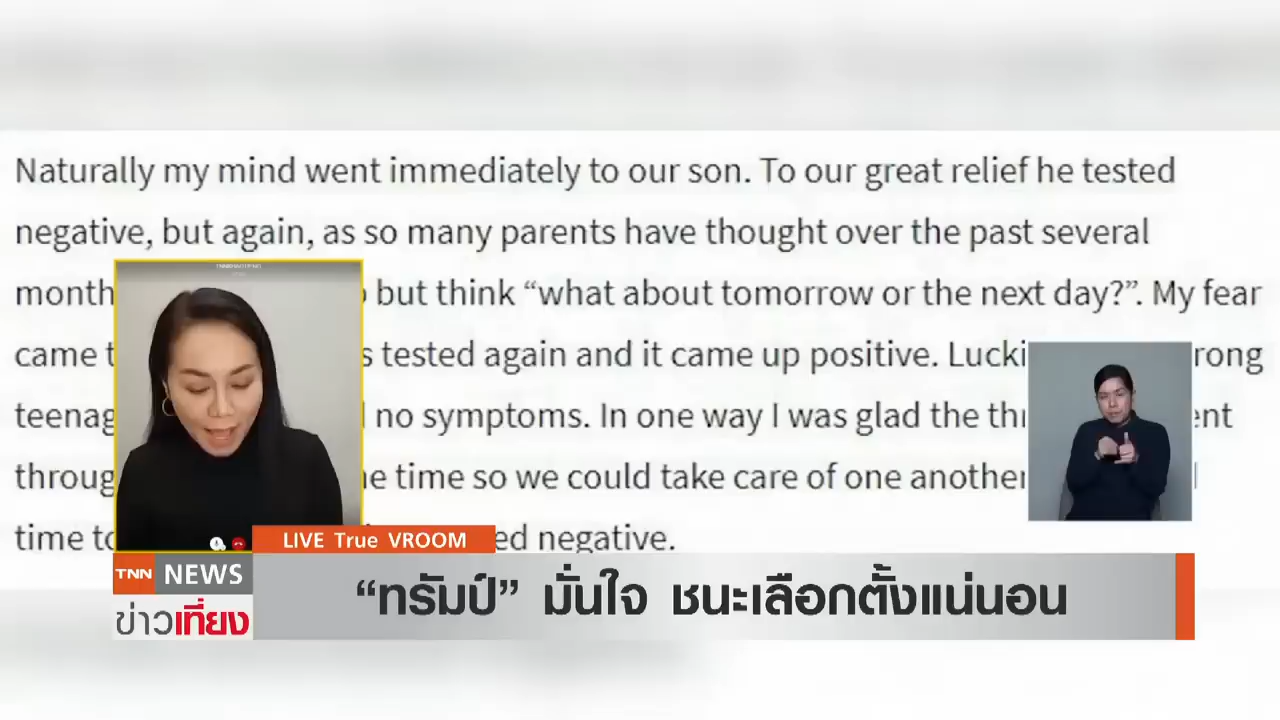 Naturally my mind went immediately to our son. To our great relief he tested
negative, but again, as so many parents have thought over the past several
month but think “what about tomorrow or the next day?”. My fear
came tested again and it came up positive. Lucki rong
teenag no symptoms. In one way I was glad the thr ent
throug e time so we could take care of one another
time to ed negative.
LIVE True VROOM
TNN NEWS
ข่าวเที่ยง
“ทรัมป์” มั่นใจ ชนะเลือกตั้งแน่นอน